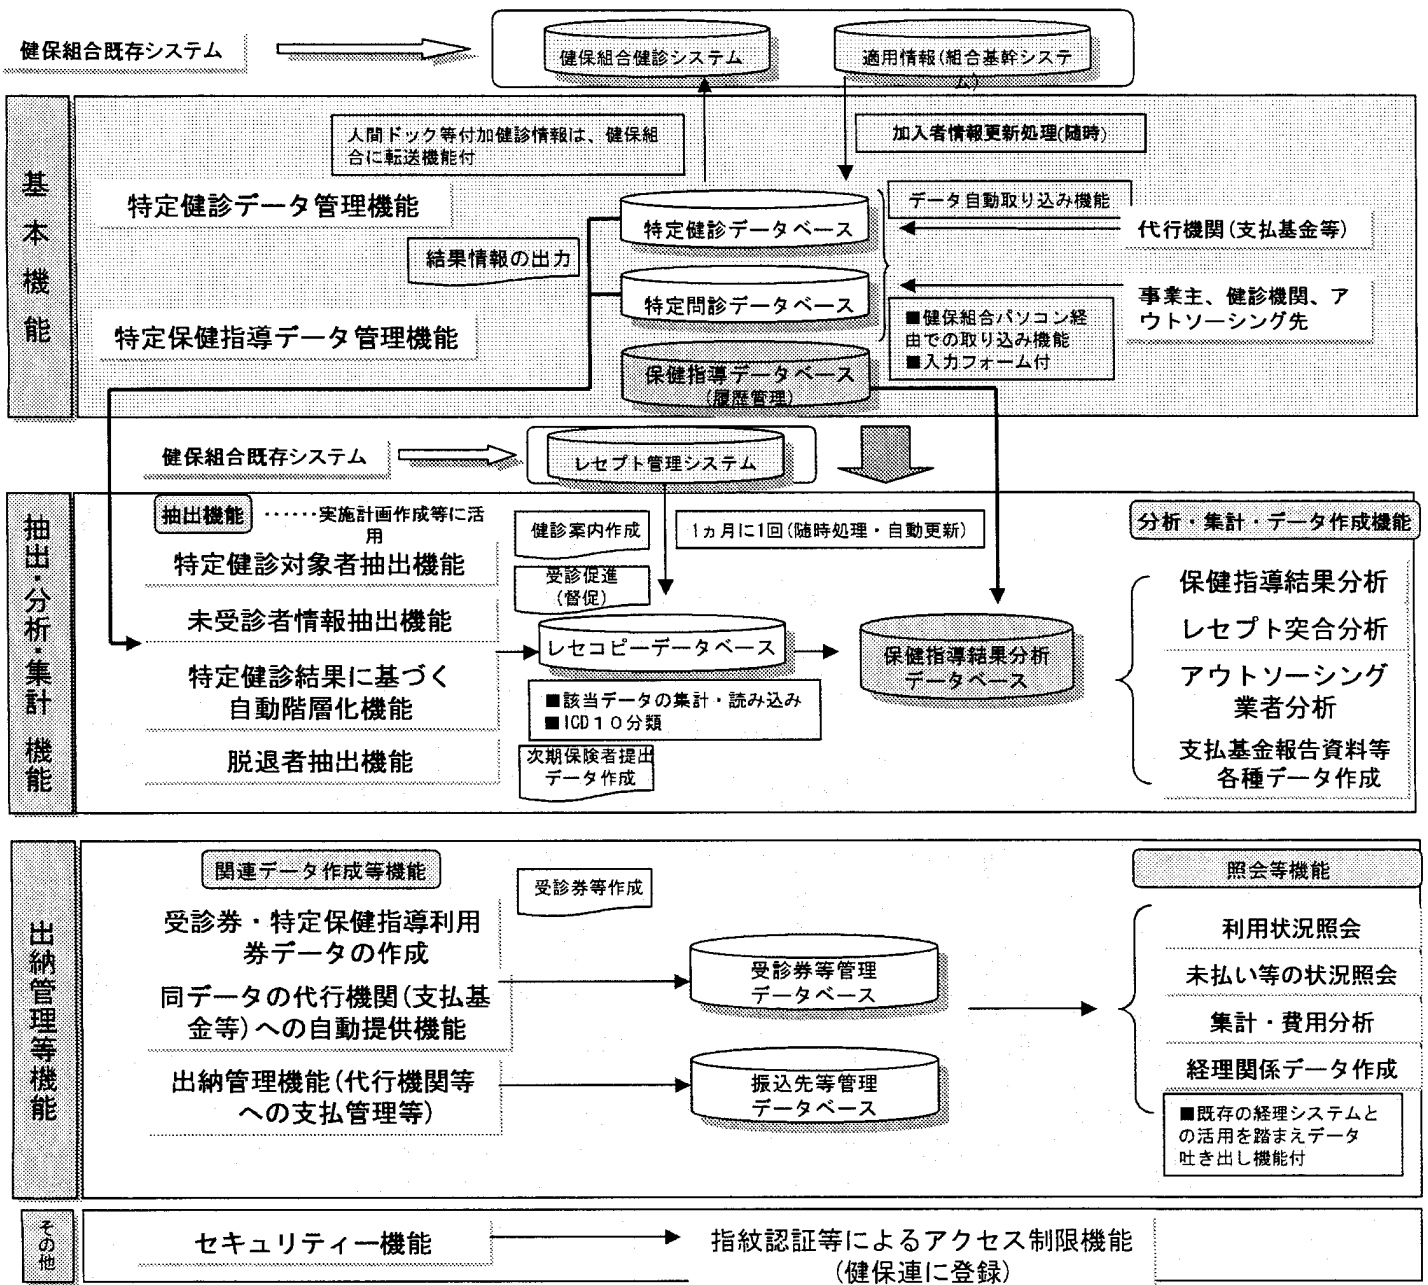 健保組合既存システム
健保組合健診システム
適用情報(組合基幹システ
ム)
基本機能
人間ドック等付加健診情報は、健保組
合に転送機能付
加入者情報更新処理(随時)
特定健診データ管理機能
データ自動取り込み機能
特定健診データベース
代行機関(支払基金等)
結果情報の出力
特定問診データベース
事業主、健診機関、ア
ウトソーシング先
特定保健指導データ管理機能
■健保組合パソコン経
由での取り込み機能
■入力フォーム付
保健指導データベース
(履歴管理)
健保組合既存システム
レセプト管理システム
抽出・分析・集計 機能
抽出機能
……実施計画作成等に活
用
健診案内作成
1ヵ月に1回(随時処理・自動更新)
分析・集計・データ作成機能
特定健診対象者抽出機能
受診促進
(督促)
保健指導結果分析
未受診者情報抽出機能
レセコピーデータベース
保健指導結果分析
データベース
レセプト突合分析
特定健診結果に基づく
自動階層化機能
■該当データの集計・読み込み
■ICD10分類
アウトソーシング
業者分析
脱退者抽出機能
次期保険者提出
データ作成
支払基金報告資料等
各種データ作成
出納管理等機能
関連データ作成等機能
受診券等作成
照会等機能
受診券・特定保健指導利用
券データの作成
利用状況照会
受診券等管理
データベース
未払い等の状況照会
同データの代行機関(支払基
金等)への自動提供機能
集計・費用分析
出納管理機能(代行機関等
への支払管理等)
振込先等管理
データベース
経理関係データ作成
■既存の経理システムと
の活用を踏まえデータ
吐き出し機能付
その他
セキュリティー機能
指紋認証等によるアクセス制限機能
(健保連に登録)